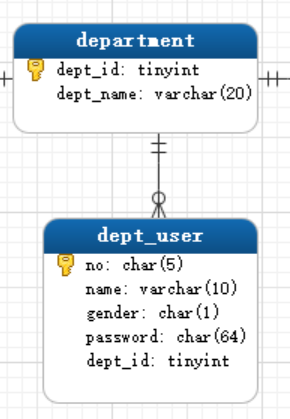 department
dept_id: tinyint
dept_name: varchar(20)
dept_user
no: char(5)
name: varchar(10)
gender: char(1)
password: char(64)
dept_id: tinyint